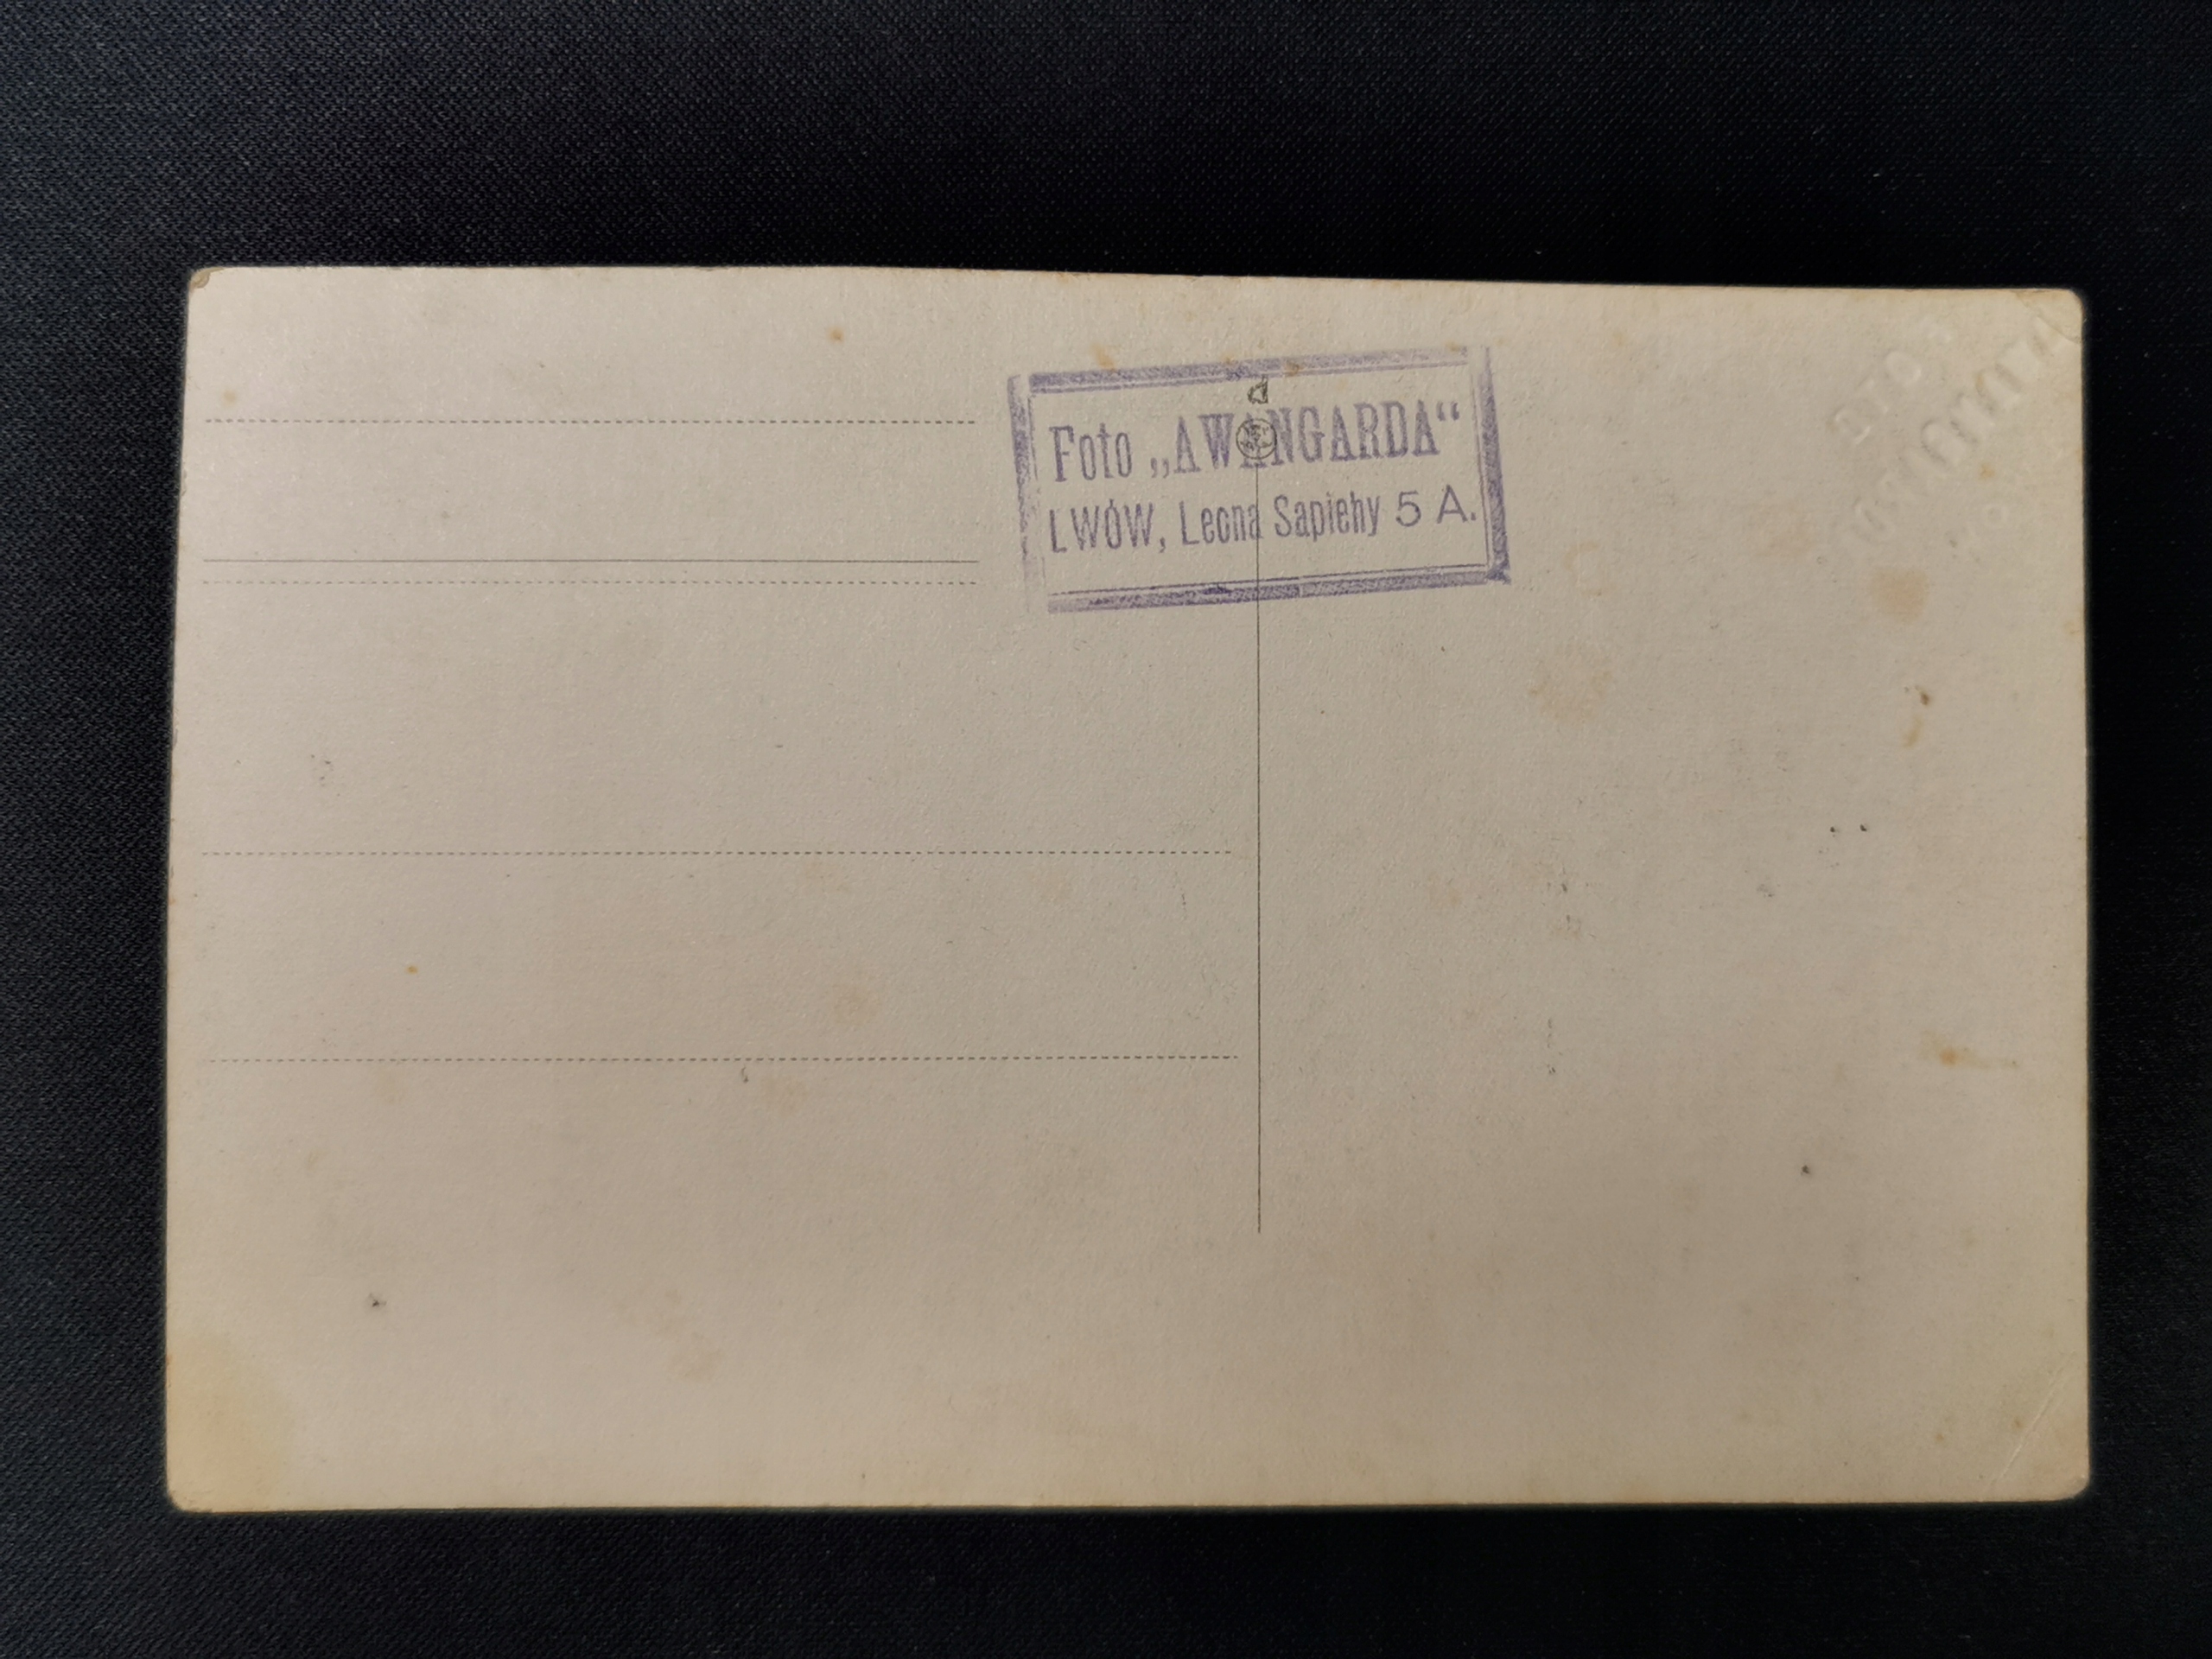 Foto „AWANGARDA“
LWÓW, Leona Sapiehy 5 A.